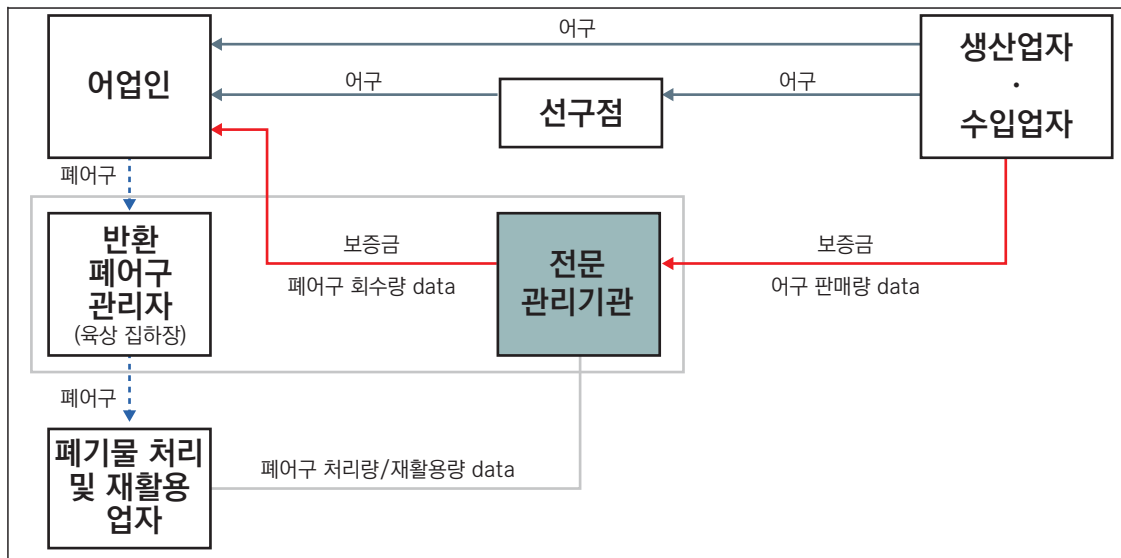 어구
어업인
생산업자
·
수입업자
어구
어구
선구점
폐어구
반환
폐어구
관리자
(육상 집하장)
보증금
폐어구 회수량 data
전문
관리기관
보증금
어구 판매량 data
폐어구
폐기물 처리
및 재활용
업자
폐어구 처리량/재활용량 data